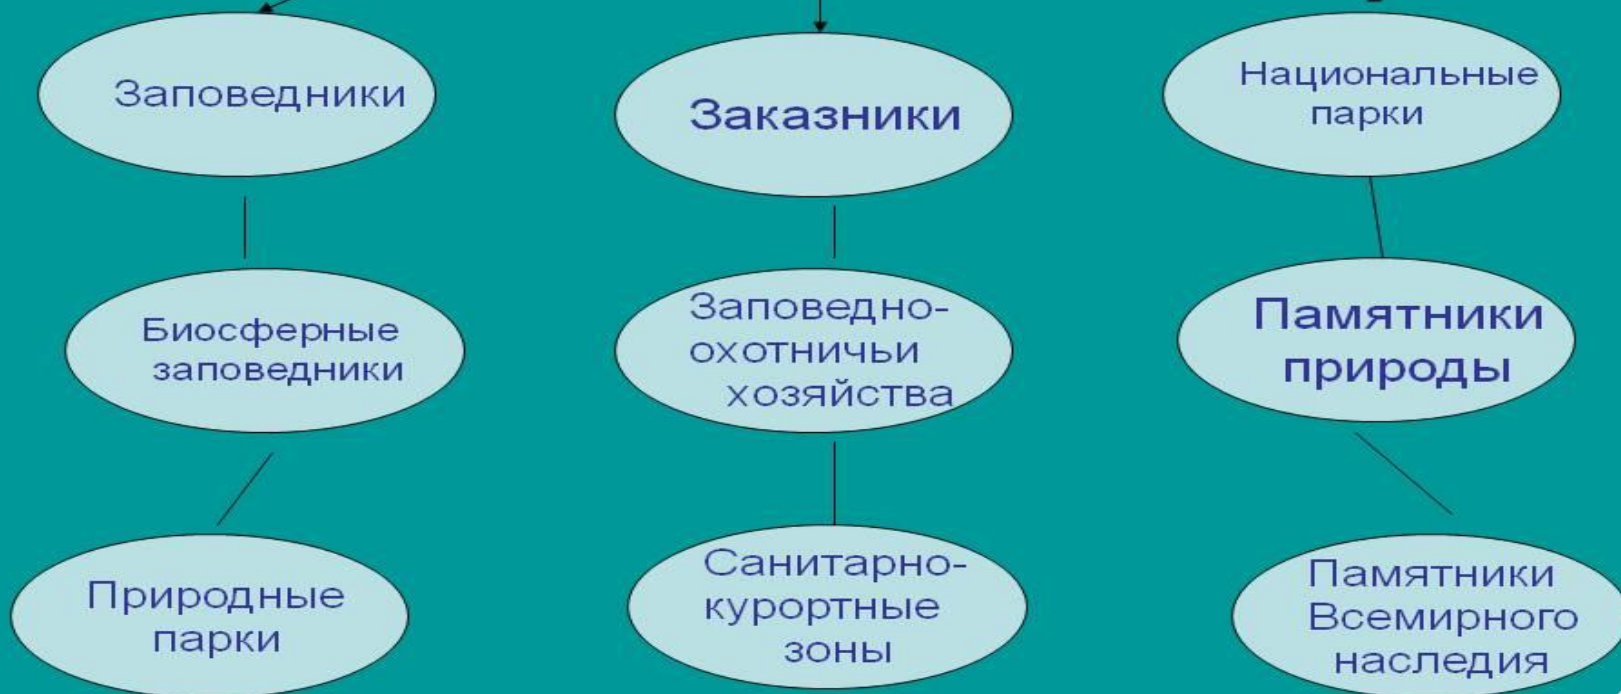 Заповедники
Заказники
Национальные
парки
Биосферные
заповедники
Заповедно-
охотничьи
хозяйства
Памятники
природы
Природные
парки
Санитарно-
курортные
зоны
Памятники
Всемирного
наследия